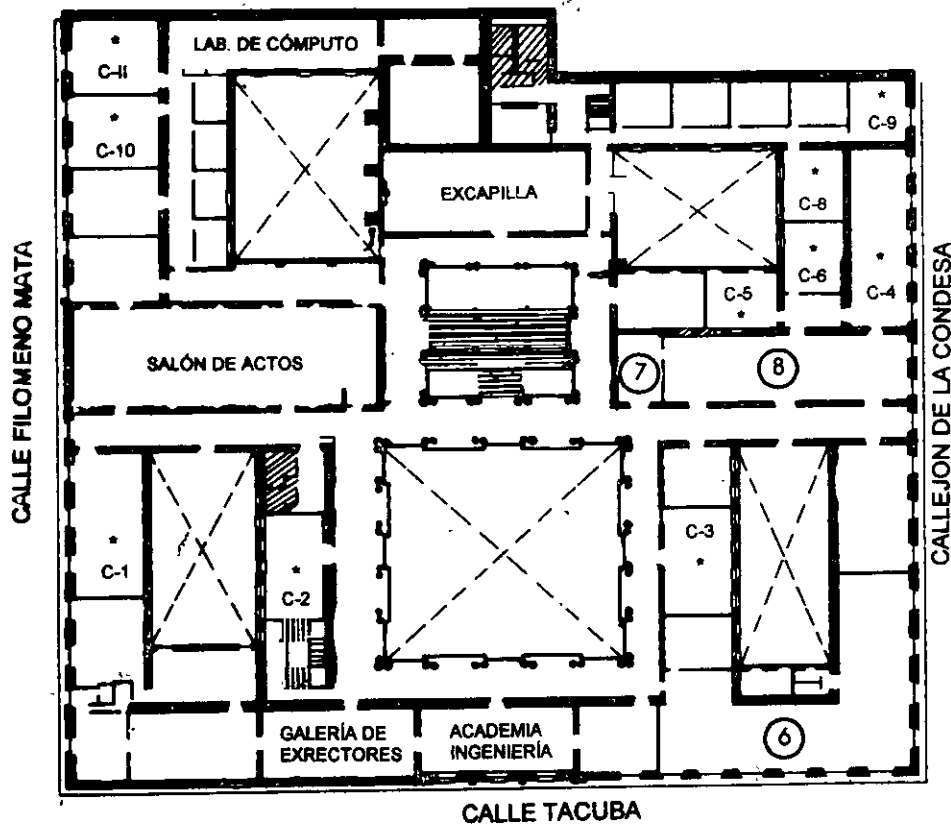 LAB. DE CÓMPUTO
* C-II
* C-10
* C-9
EXCAPILLA
* C-8
* C-6
* C-4
C-5 *
CALLE FILOMENO MATA
CALLEJON DE LA CONDESA
SALÓN DE ACTOS
7
8
* C-1
* C-2
C-3 *
GALERÍA DE
EXRECTORES
ACADEMIA
INGENIERÍA
6
CALLE TACUBA